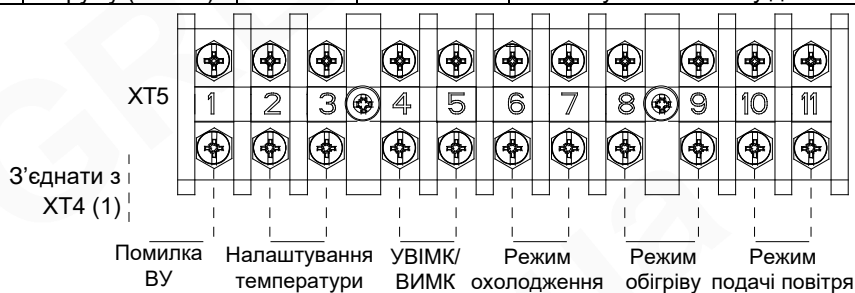 XT5
1 2 3 4 5 6 7 8 9 10 11
З’єднати з
XT4 (1)
Помилка Налаштування УВІМК/ Режим Режим Режим
ВУ температури ВИМК охолодження обігріву подачі повітря